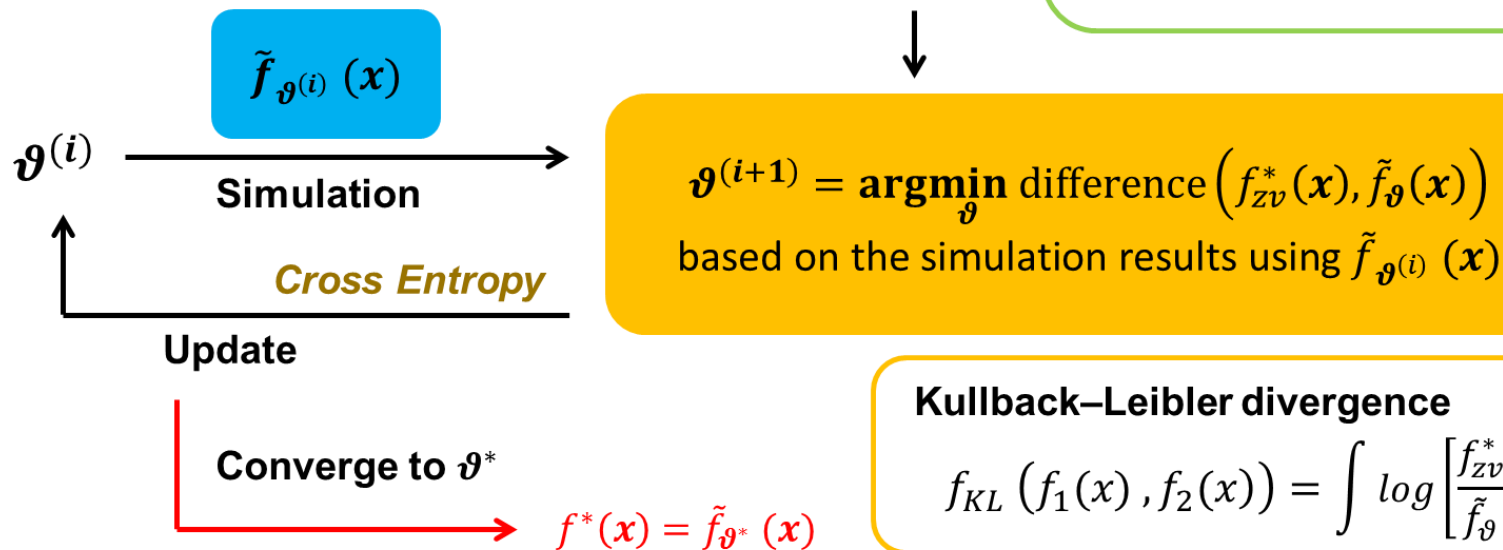 f̃_ϑ^(i) (x)
ϑ^(i)
Simulation
Cross Entropy
Update
ϑ^(i+1) = argmin_ϑ difference (f*_zv(x), f̃_ϑ(x))
based on the simulation results using f̃_ϑ^(i) (x)
Converge to ϑ*
f*(x) = f̃_ϑ* (x)
Kullback–Leibler divergence
f_KL (f_1(x) , f_2(x)) = ∫ log [f*_zv / f̃_ϑ